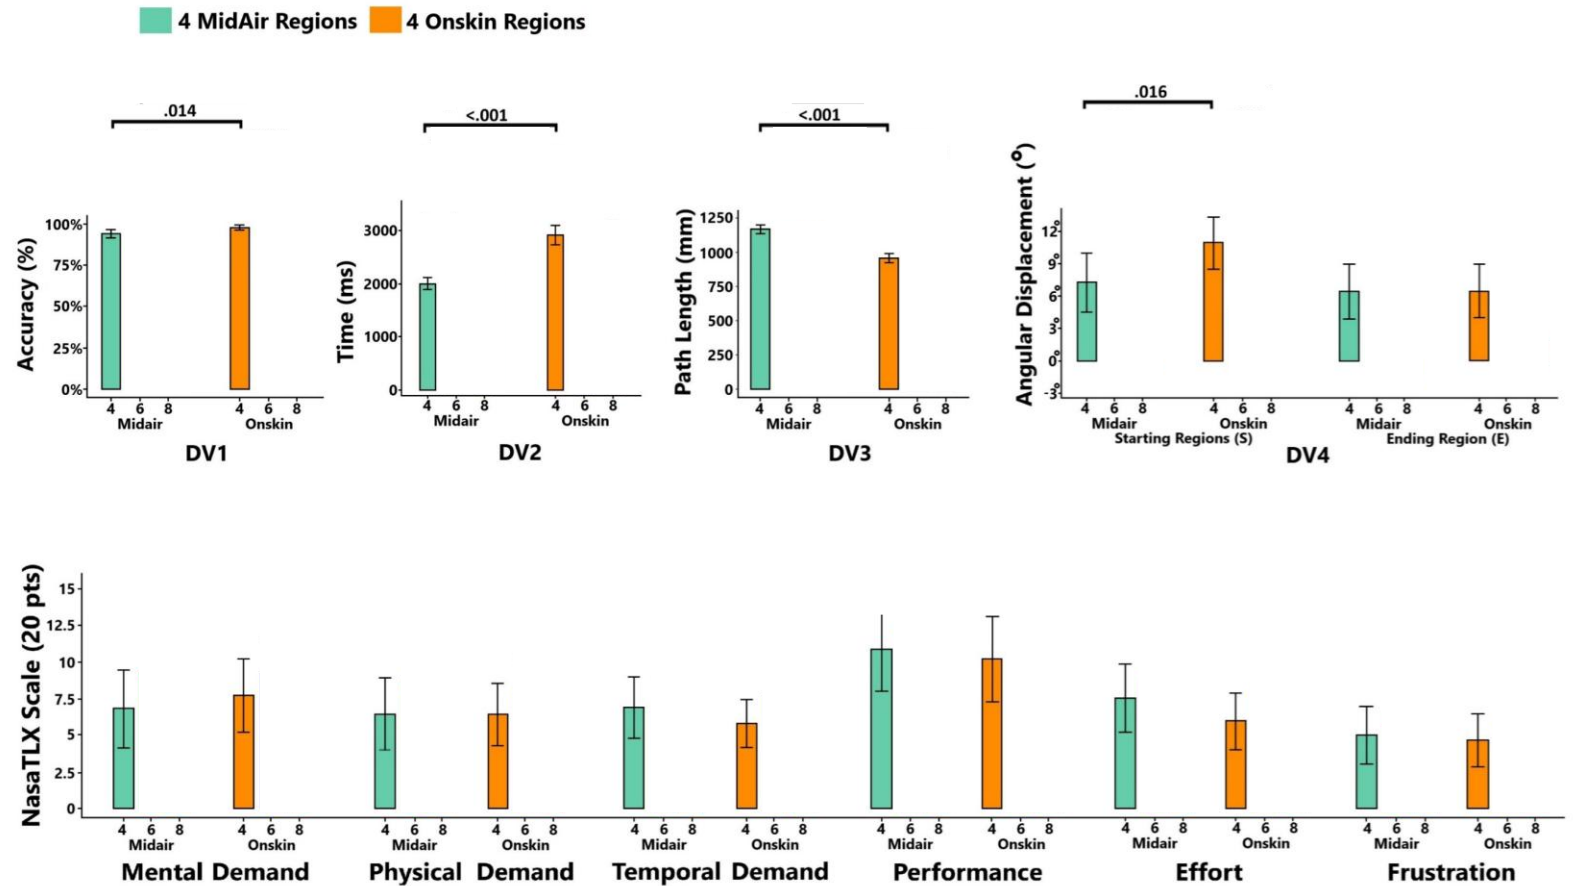 4 MidAir Regions 4 Onskin Regions
.014
<.001
<.001
.016
Accuracy (%)
100%
75%
50%
25%
0%
4 6 8 4 6 8
Midair Onskin
DV1
Time (ms)
3000
2000
1000
0
4 6 8 4 6 8
Midair Onskin
DV2
Path Length (mm)
1250
1000
750
500
250
0
4 6 8 4 6 8
Midair Onskin
DV3
Angular Displacement (°)
12°
9°
6°
3°
0°
-3°
4 6 8 4 6 8 4 6 8 4 6 8
Midair Onskin Midair Onskin
Starting Regions (S) Ending Region (E)
DV4
NasaTLX Scale (20 pts)
15
12.5
10
7.5
5
2.5
0
4 6 8 4 6 8 4 6 8 4 6 8 4 6 8 4 6 8 4 6 8 4 6 8 4 6 8 4 6 8 4 6 8 4 6 8
Midair Onskin Midair Onskin Midair Onskin Midair Onskin Midair Onskin Midair Onskin
Mental Demand Physical Demand Temporal Demand Performance Effort Frustration